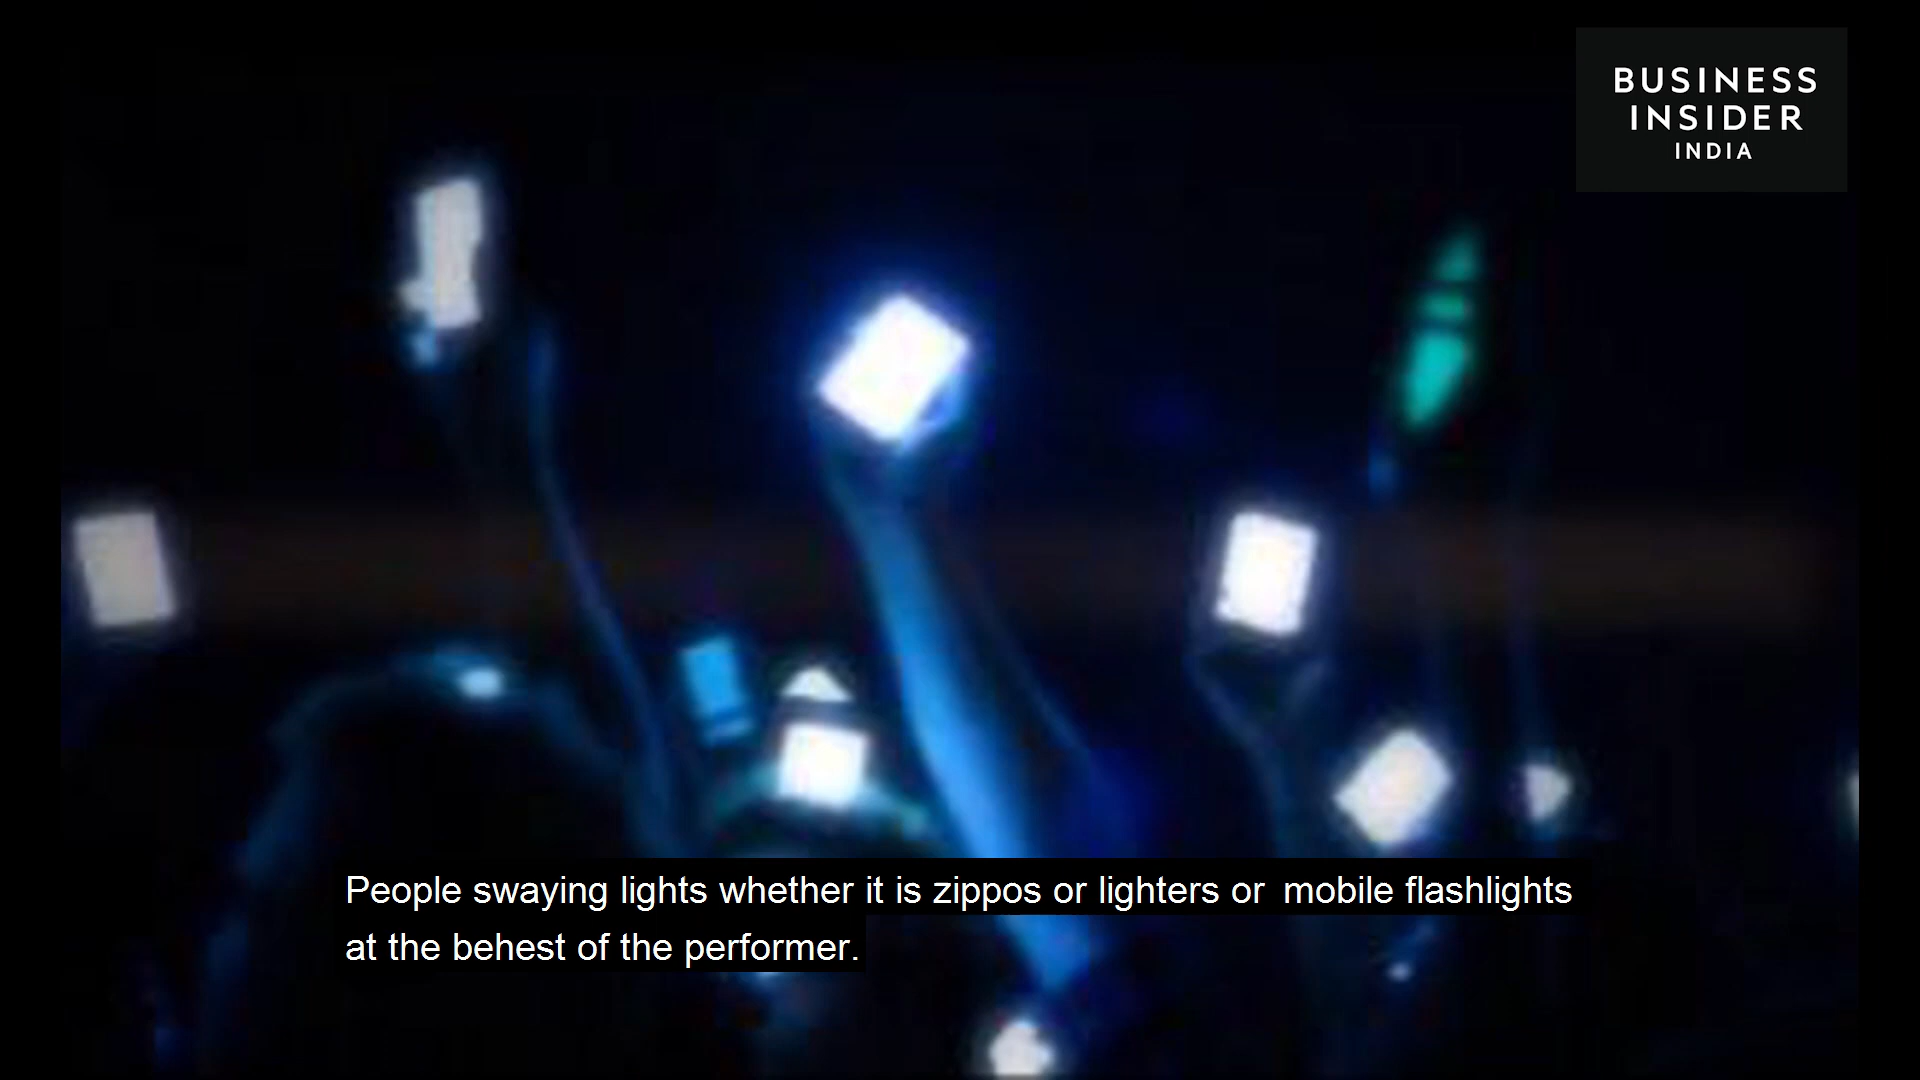 BUSINESS
INSIDER
INDIA
People swaying lights whether it is zippos or lighters or mobile flashlights
at the behest of the performer.